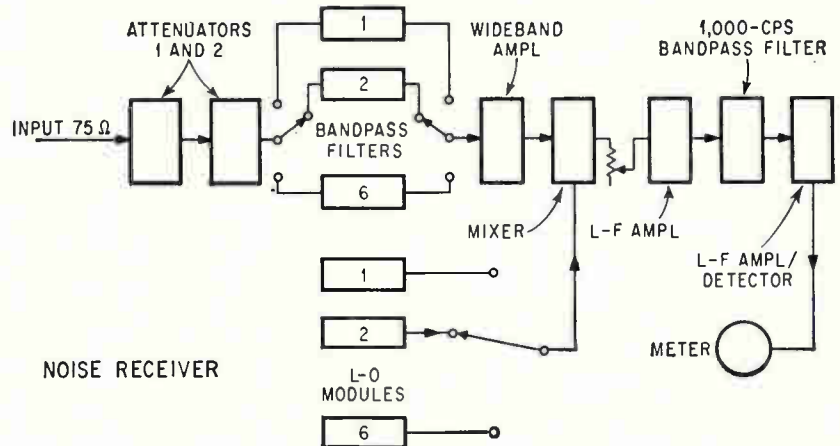 ATTENUATORS
1 AND 2
INPUT 75 Ω
1
2
BANDPASS
FILTERS
6
WIDEBAND
AMPL
MIXER
1,000-CPS
BANDPASS FILTER
L-F AMPL
L-F AMPL/
DETECTOR
METER
1
2
L-O
MODULES
6
NOISE RECEIVER